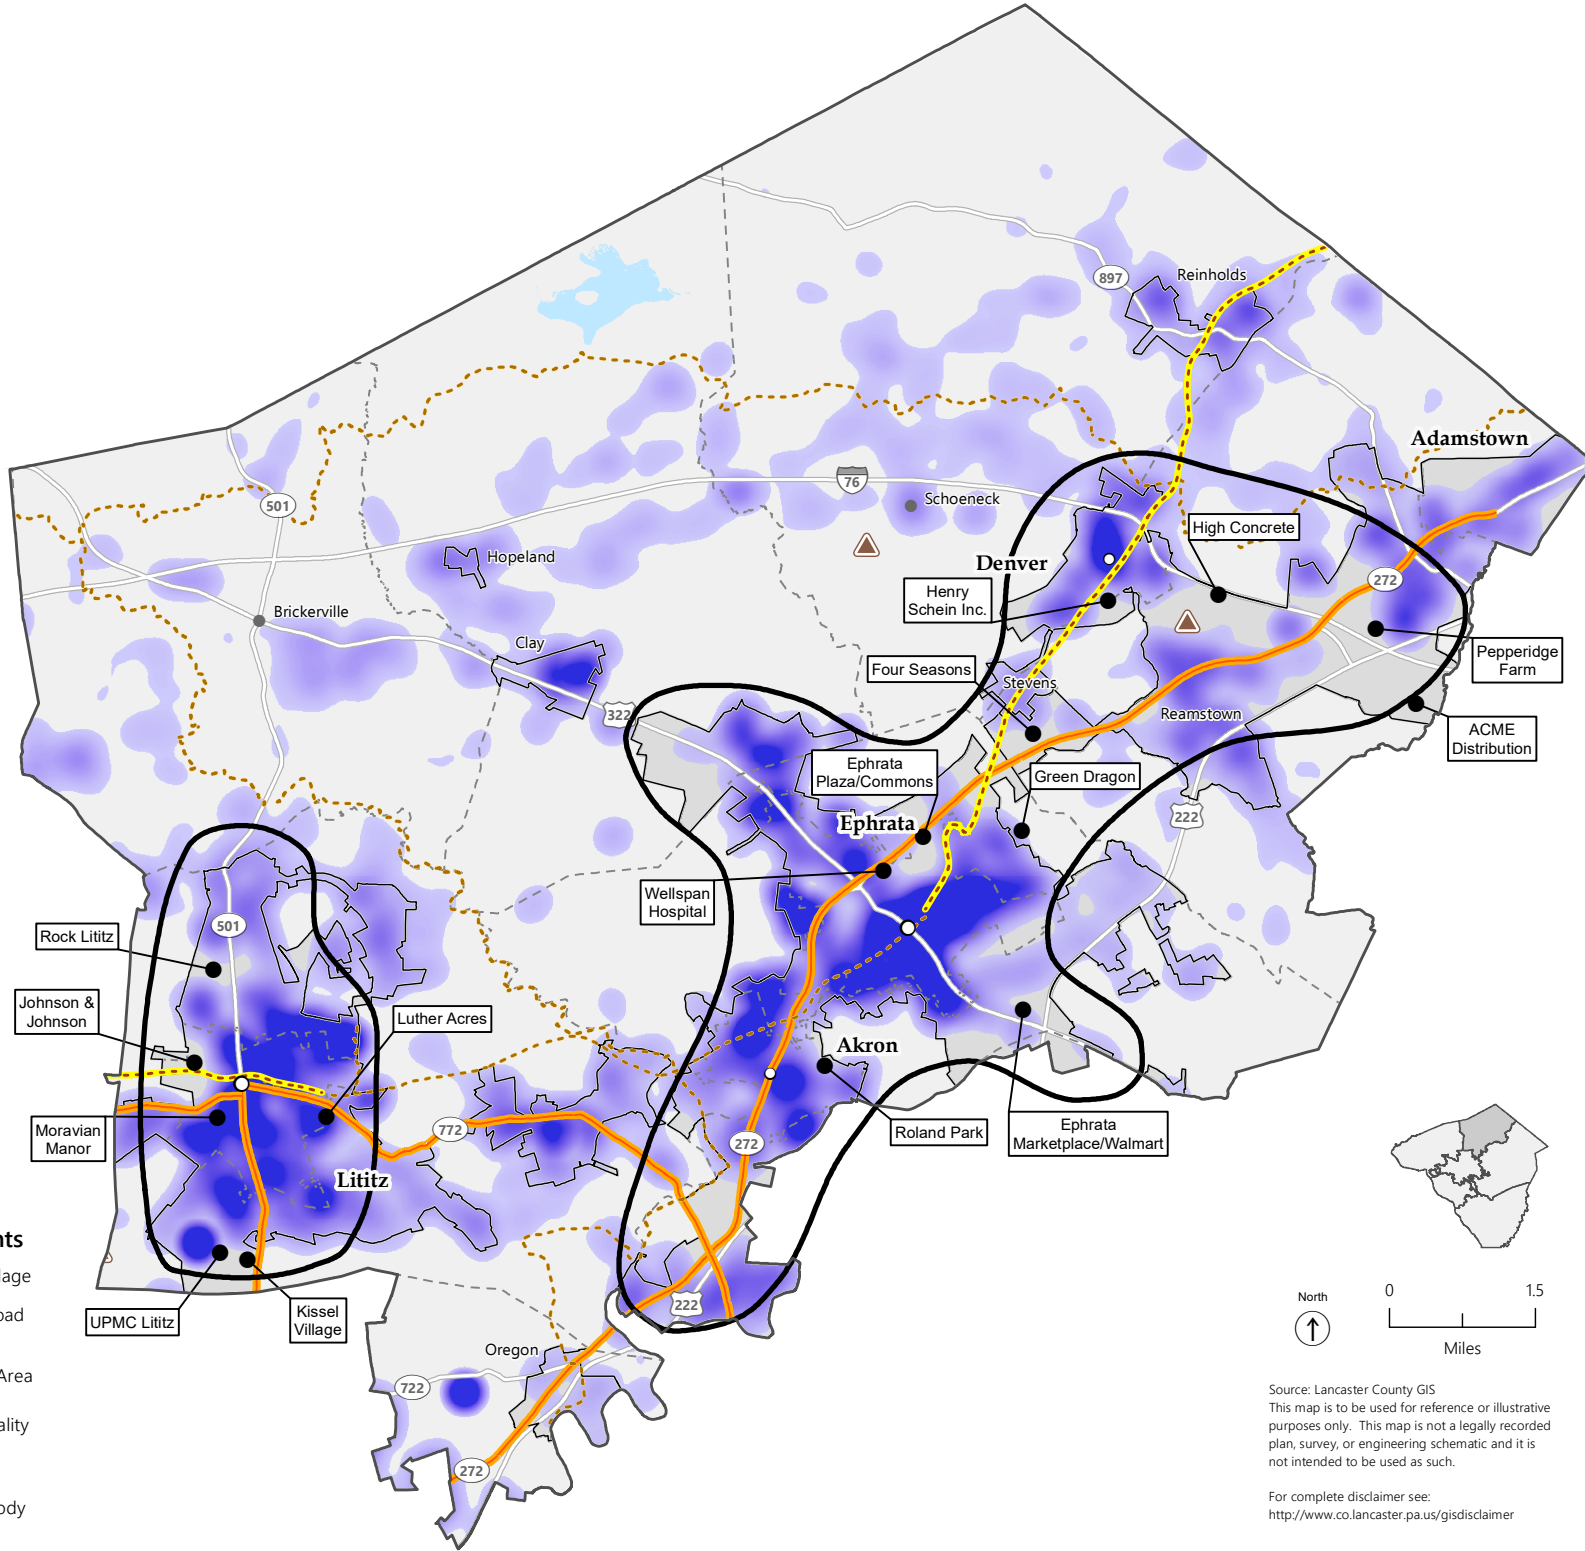 897
Reinholds
Adamstown
76
Schoeneck
501
High Concrete
Hopeland
Denver
272
Henry
Schein Inc.
Brickerville
Clay
Pepperidge
Farm
Four Seasons
Stevens
322
Reamstown
ACME
Distribution
Ephrata
Plaza/Commons
Green Dragon
222
Ephrata
Wellspan
Hospital
501
Rock Lititz
Johnson &
Johnson
Luther Acres
Akron
Moravian
Manor
772
272
Roland Park
Ephrata
Marketplace/Walmart
Lititz
UPMC Lititz
Kissel
Village
222
Oregon
722
272
North
0
1.5
Miles
Source: Lancaster County GIS
This map is to be used for reference or illustrative
purposes only. This map is not a legally recorded
plan, survey, or engineering schematic and it is
not intended to be used as such.
For complete disclaimer see:
http://www.co.lancaster.pa.us/gisdisclaimer
Area